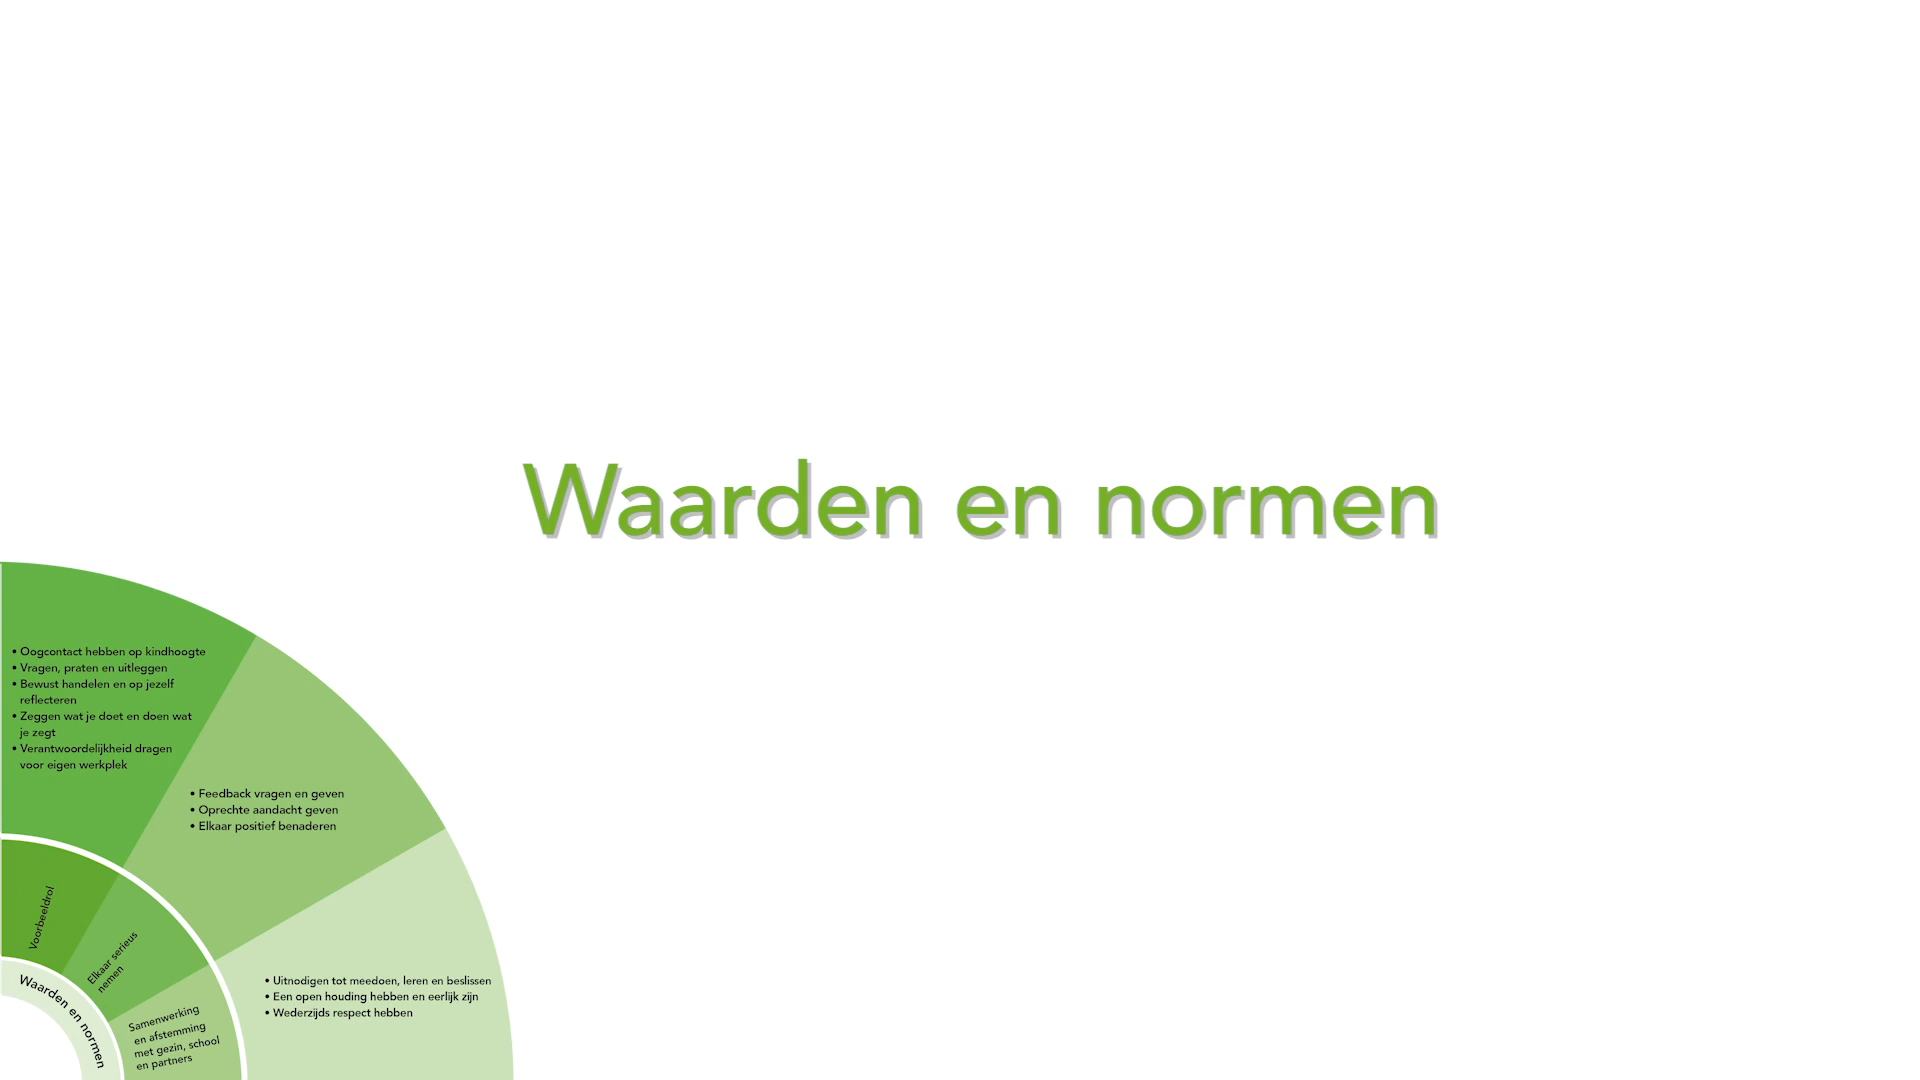 Waarden en normen
• Oogcontact hebben op kindhoogte
• Vragen, praten en uitleggen
• Bewust handelen en op jezelf
reflecteren
• Zeggen wat je doet en doen wat
je zegt
• Verantwoordelijkheid dragen
voor eigen werkplek
• Feedback vragen en geven
• Oprechte aandacht geven
• Elkaar positief benaderen
Voorbeeldrol
Elkaar serieus
nemen
Waarden en normen
Samenwerking
en afstemming
met gezin, school
en partners
• Uitnodigen tot meedoen, leren en beslissen
• Een open houding hebben en eerlijk zijn
• Wederzijds respect hebben